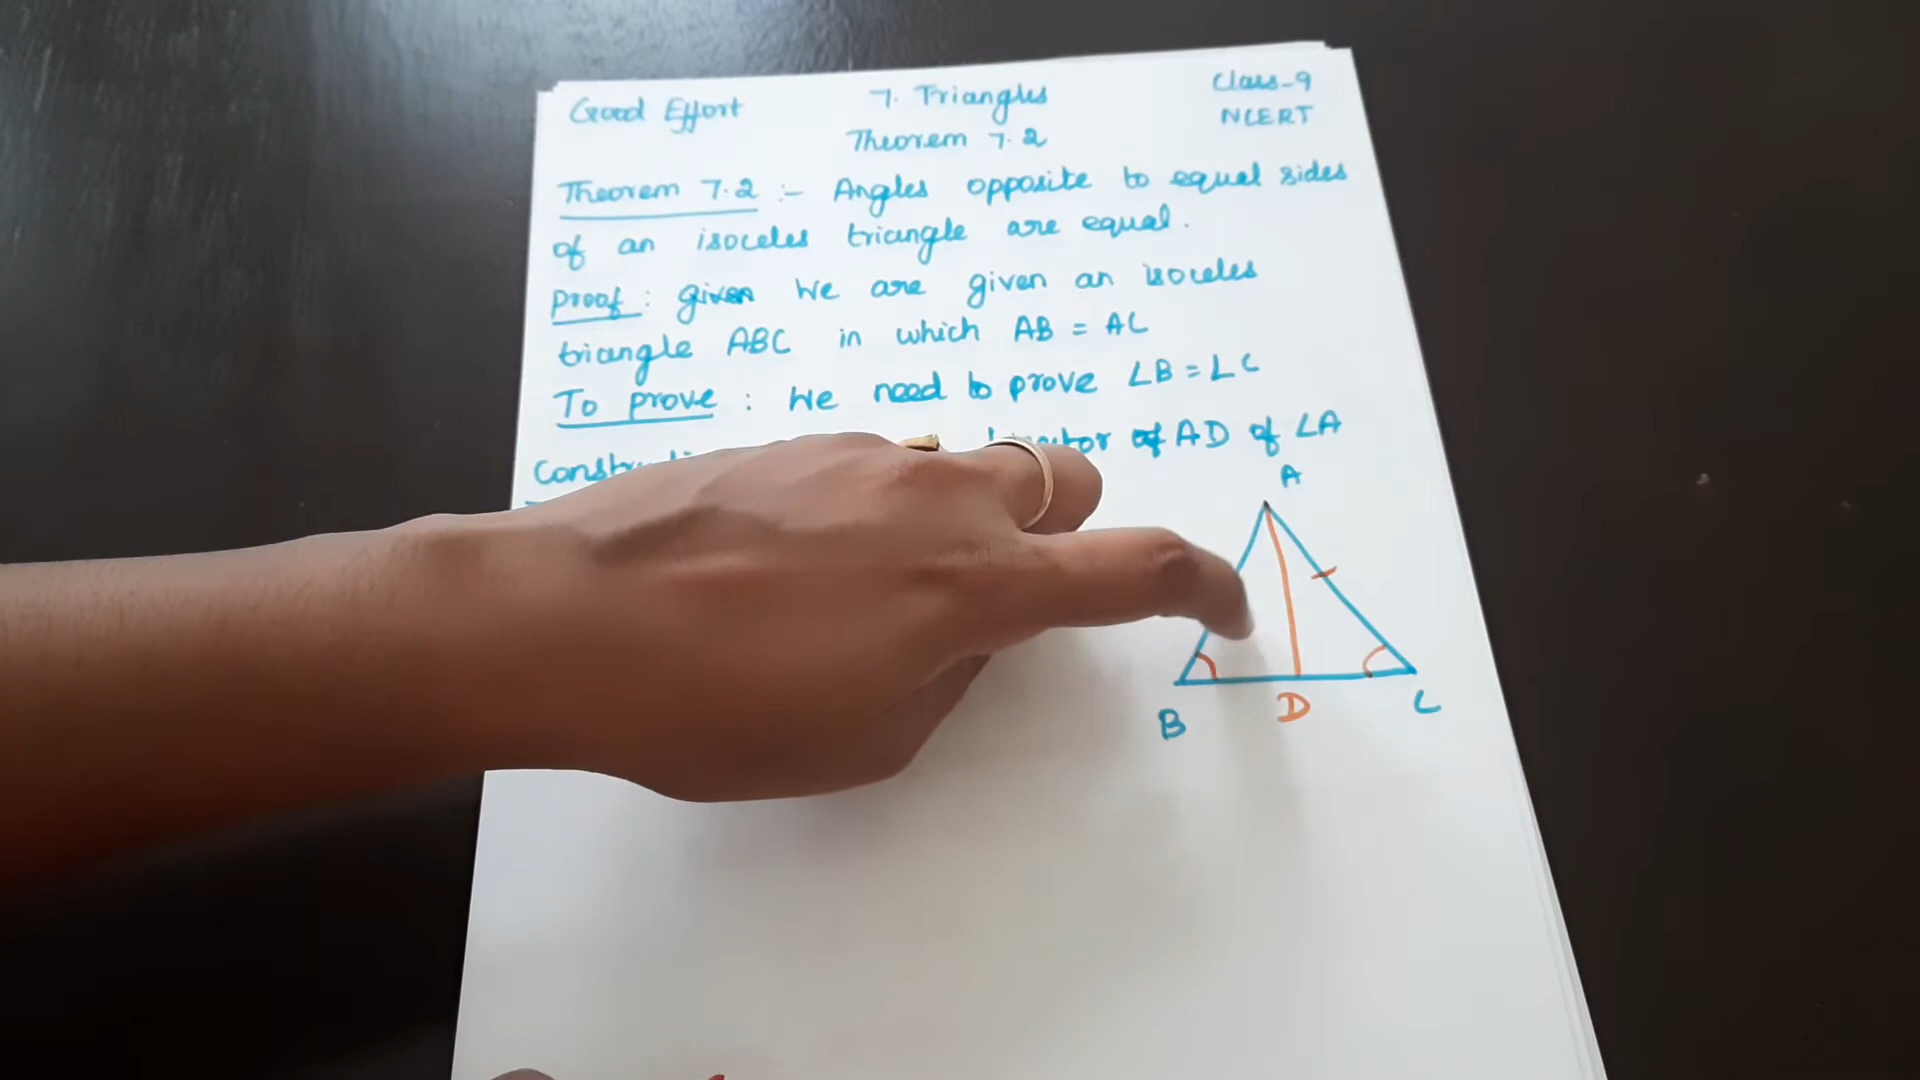 Good Effort 7. Triangles Class-9
Theorem 7.2 NCERT
Theorem 7.2 :- Angles opposite to equal sides
of an isoceles triangle are equal.
Proof : given We are given an isoceles
triangle ABC in which AB = AC
To prove : We need to prove ∠B = ∠C
of AD of ∠A
A
B D C